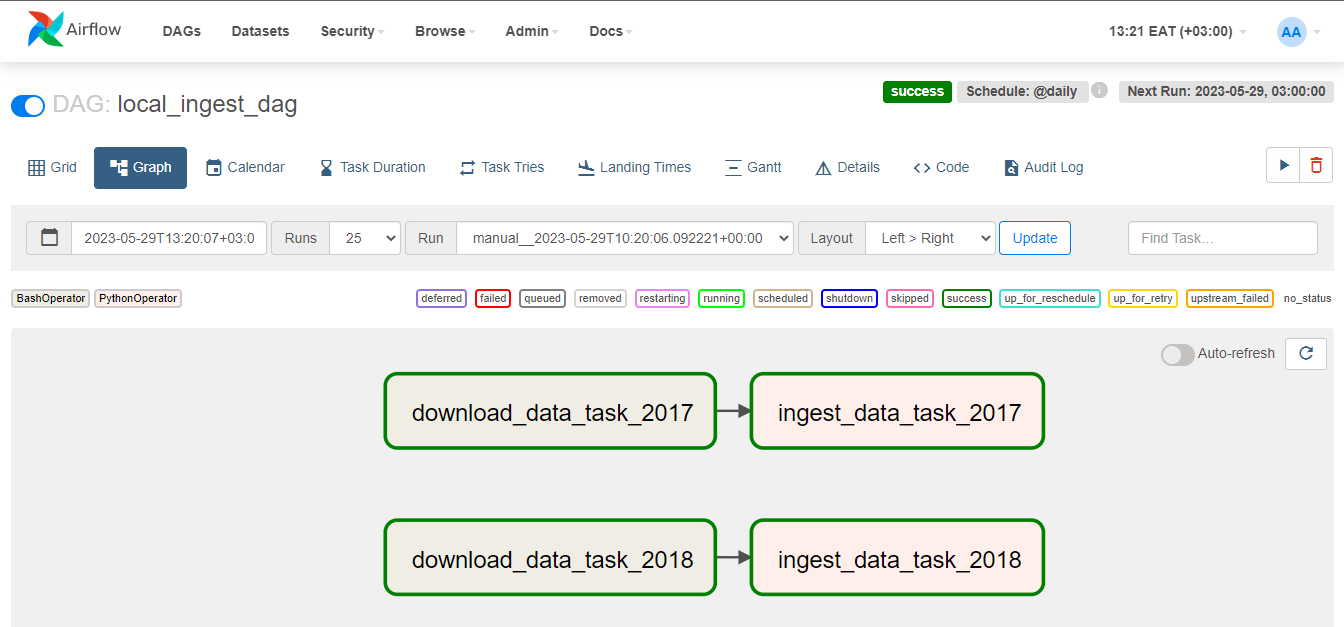 Airflow DAGs Datasets Security Browse Admin Docs 13:21 EAT (+03:00) AA
DAG: local_ingest_dag success Schedule: @daily i Next Run: 2023-05-29, 03:00:00
Grid Graph Calendar Task Duration Task Tries Landing Times Gantt Details Code Audit Log
2023-05-29T13:20:07+03:0 Runs 25 Run manual__2023-05-29T10:20:06.092221+00:00 Layout Left > Right Update Find Task…
BashOperator PythonOperator deferred failed queued removed restarting running scheduled shutdown skipped success up_for_reschedule up_for_retry upstream_failed no_status
Auto-refresh
download_data_task_2017 ingest_data_task_2017
download_data_task_2018 ingest_data_task_2018